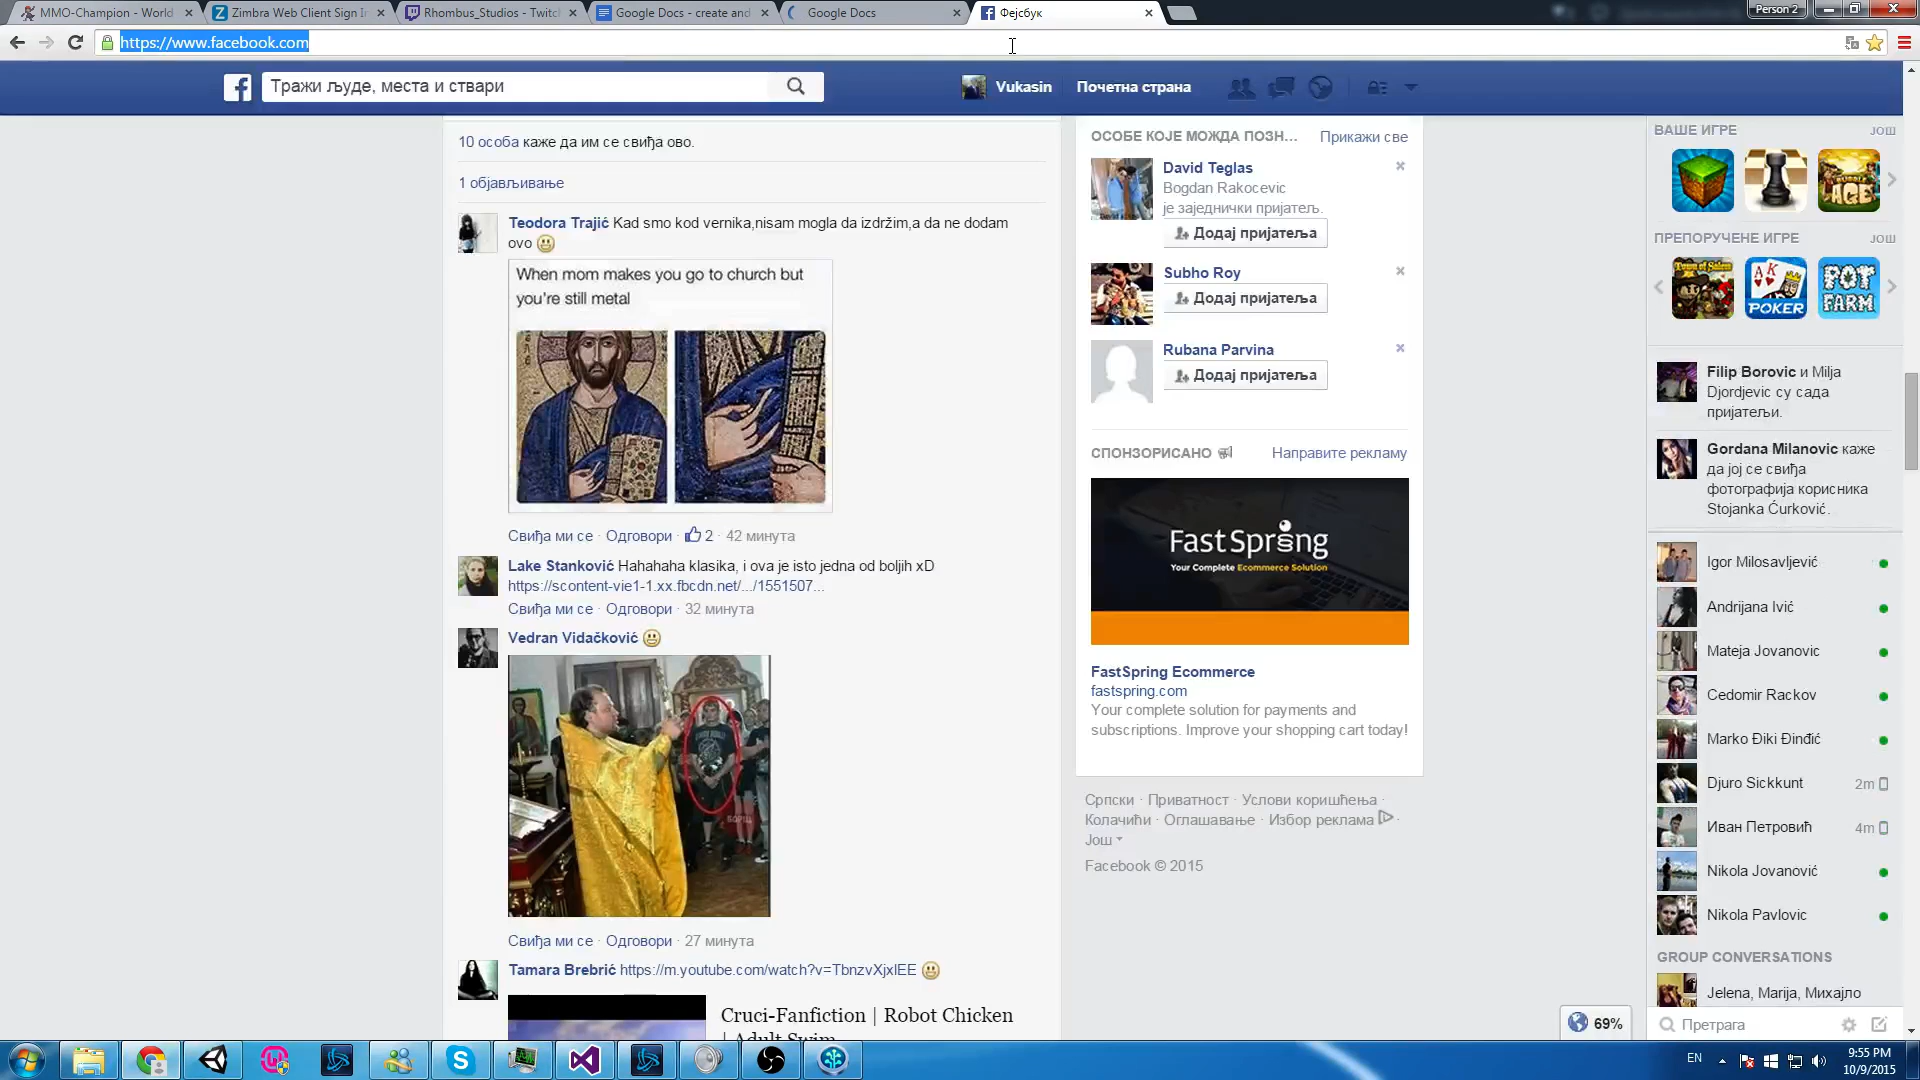 MMO-Champion - World
Zimbra Web Client Sign In
Rhombus_Studios - Twitch
Google Docs - create and
Google Docs
Фејсбук
Person 2
https://www.facebook.com
Тражи људе, места и ствари
Vukasin
Почетна страна
10 особа каже да им се свиђа ово.
1 објављивање
Teodora Trajić Kad smo kod vernika,nisam mogla da izdržim,a da ne dodam
ovo
When mom makes you go to church but
you're still metal
Свиђа ми се · Одговори · 2 · 42 минута
Lake Stanković Hahahaha klasika, i ova je isto jedna od boljih xD
https://scontent-vie1-1.xx.fbcdn.net/.../1551507...
Свиђа ми се · Одговори · 32 минута
Vedran Vidačković
Свиђа ми се · Одговори · 27 минута
Tamara Brebrić https://m.youtube.com/watch?v=TbnzvXjxlEE
Cruci-Fanfiction | Robot Chicken
| Adult Swim
ОСОБЕ КОЈЕ МОЖДА ПОЗН...
Прикажи све
David Teglas
Bogdan Rakocevic
је заједнички пријатељ.
Додај пријатеља
Subho Roy
Додај пријатеља
Rubana Parvina
Додај пријатеља
СПОНЗОРИСАНО
Направите рекламу
FastSpring
Your Complete Ecommerce Solution
FastSpring Ecommerce
fastspring.com
Your complete solution for payments and
subscriptions. Improve your shopping cart today!
Српски · Приватност · Услови коришћења ·
Колачићи · Оглашавање · Избор реклама ·
Још
Facebook © 2015
ВАШЕ ИГРЕ
ЈОШ
BUBBLE
AGE
ПРЕПОРУЧЕНЕ ИГРЕ
ЈОШ
Town of Salem
A K
POKER
POT
FARM
Filip Borovic и Milja
Djordjevic су сада
пријатељи.
Gordana Milanovic каже
да јој се свиђа
фотографија корисника
Stojanka Ćurković.
Igor Milosavljević
Andrijana Ivić
Mateja Jovanovic
Cedomir Rackov
Marko Điki Đinđić
Djuro Sickkunt
2m
Иван Петровић
4m
Nikola Jovanović
Nikola Pavlovic
GROUP CONVERSATIONS
Jelena, Marija, Михајло
Претрага
69%
EN
9:55 PM
10/9/2015